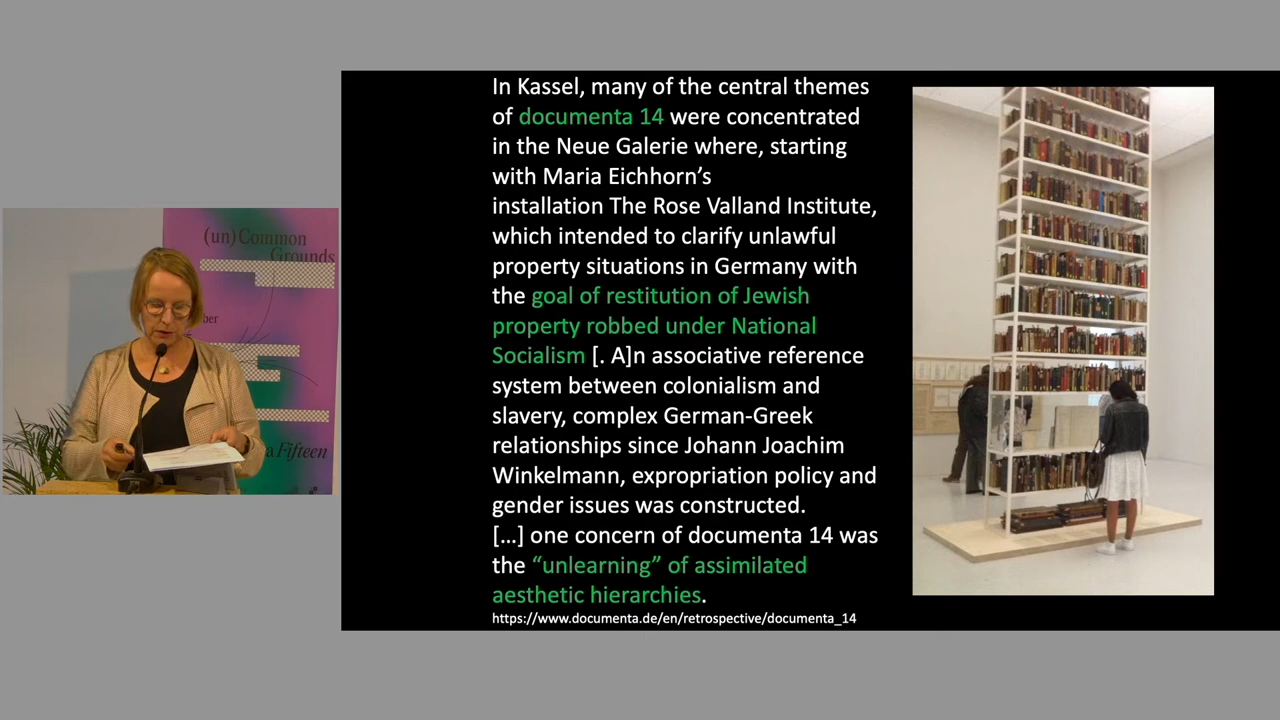 (un)Common
Grounds
ber
a Fifteen
In Kassel, many of the central themes
of documenta 14 were concentrated
in the Neue Galerie where, starting
with Maria Eichhorn’s
installation The Rose Valland Institute,
which intended to clarify unlawful
property situations in Germany with
the goal of restitution of Jewish
property robbed under National
Socialism [. A]n associative reference
system between colonialism and
slavery, complex German-Greek
relationships since Johann Joachim
Winkelmann, expropriation policy and
gender issues was constructed.
[…] one concern of documenta 14 was
the “unlearning” of assimilated
aesthetic hierarchies.
https://www.documenta.de/en/retrospective/documenta_14